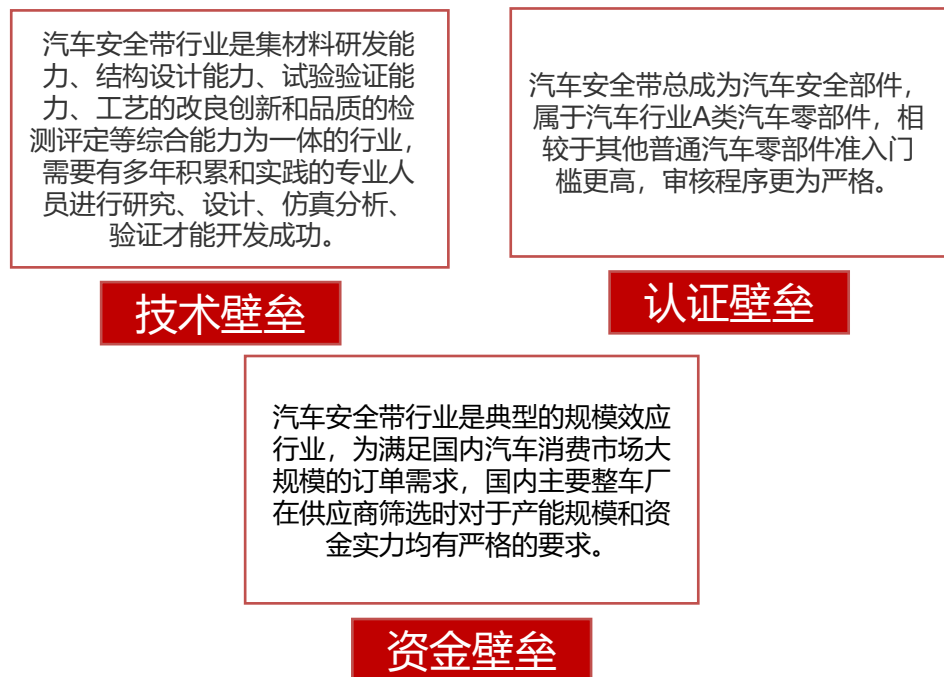 汽车安全带行业是集材料研发能
力、结构设计能力、试验验证能
力、工艺的改良创新和品质的检
测评定等综合能力为一体的行业，
需要有多年积累和实践的专业人
员进行研究、设计、仿真分析、
验证才能开发成功。
技术壁垒
汽车安全带总成为汽车安全部件，
属于汽车行业A类汽车零部件，相
较于其他普通汽车零部件准入门
槛更高，审核程序更为严格。
认证壁垒
汽车安全带行业是典型的规模效应
行业，为满足国内汽车消费市场大
规模的订单需求，国内主要整车厂
在供应商筛选时对于产能规模和资
金实力均有严格的要求。
资金壁垒